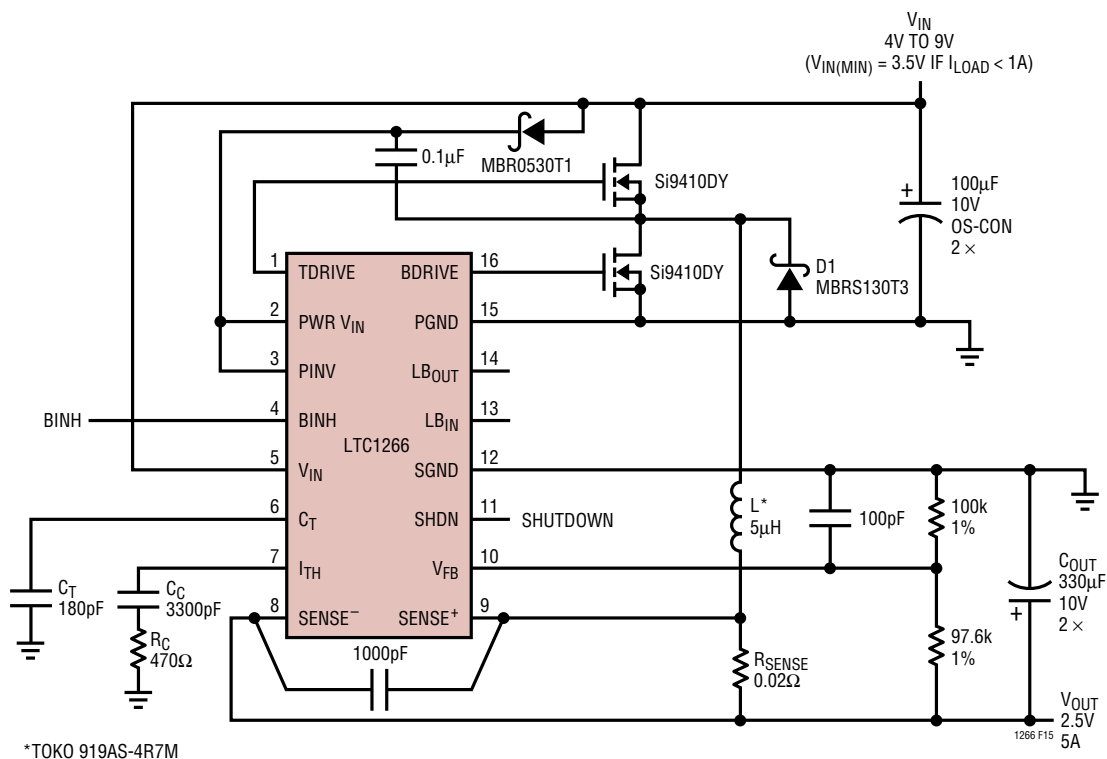 V_IN
4V TO 9V
(V_IN(MIN) = 3.5V IF I_LOAD < 1A)
0.1µF
MBR0530T1
Si9410DY
+
100µF
10V
OS-CON
2 ×
Si9410DY
D1
MBRS130T3
1
TDRIVE
BDRIVE
16
2
PWR V_IN
PGND
15
3
PINV
LB_OUT
14
BINH
4
BINH
LB_IN
13
LTC1266
5
V_IN
SGND
12
6
C_T
SHDN
11
SHUTDOWN
7
I_TH
V_FB
10
8
SENSE⁻
SENSE⁺
9
L*
5µH
100pF
100k
1%
C_OUT
330µF
10V
2 ×
+
C_T
180pF
C_C
3300pF
R_C
470Ω
1000pF
R_SENSE
0.02Ω
97.6k
1%
V_OUT
2.5V
5A
1266 F15
*TOKO 919AS-4R7M